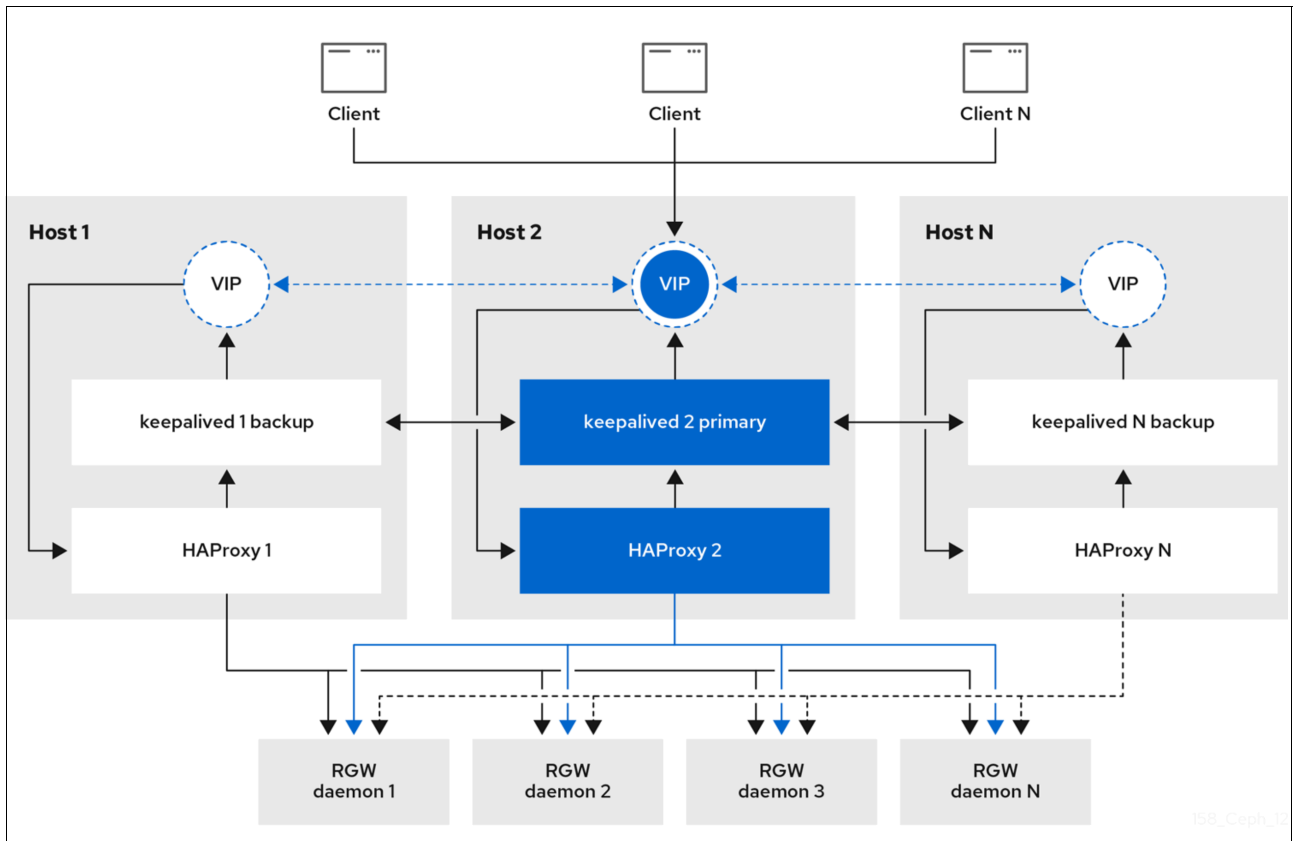 Client
Client
Client N
Host 1
Host 2
Host N
VIP
VIP
VIP
keepalived 1 backup
keepalived 2 primary
keepalived N backup
HAProxy 1
HAProxy 2
HAProxy N
RGW
daemon 1
RGW
daemon 2
RGW
daemon 3
RGW
daemon N
158_Ceph_12